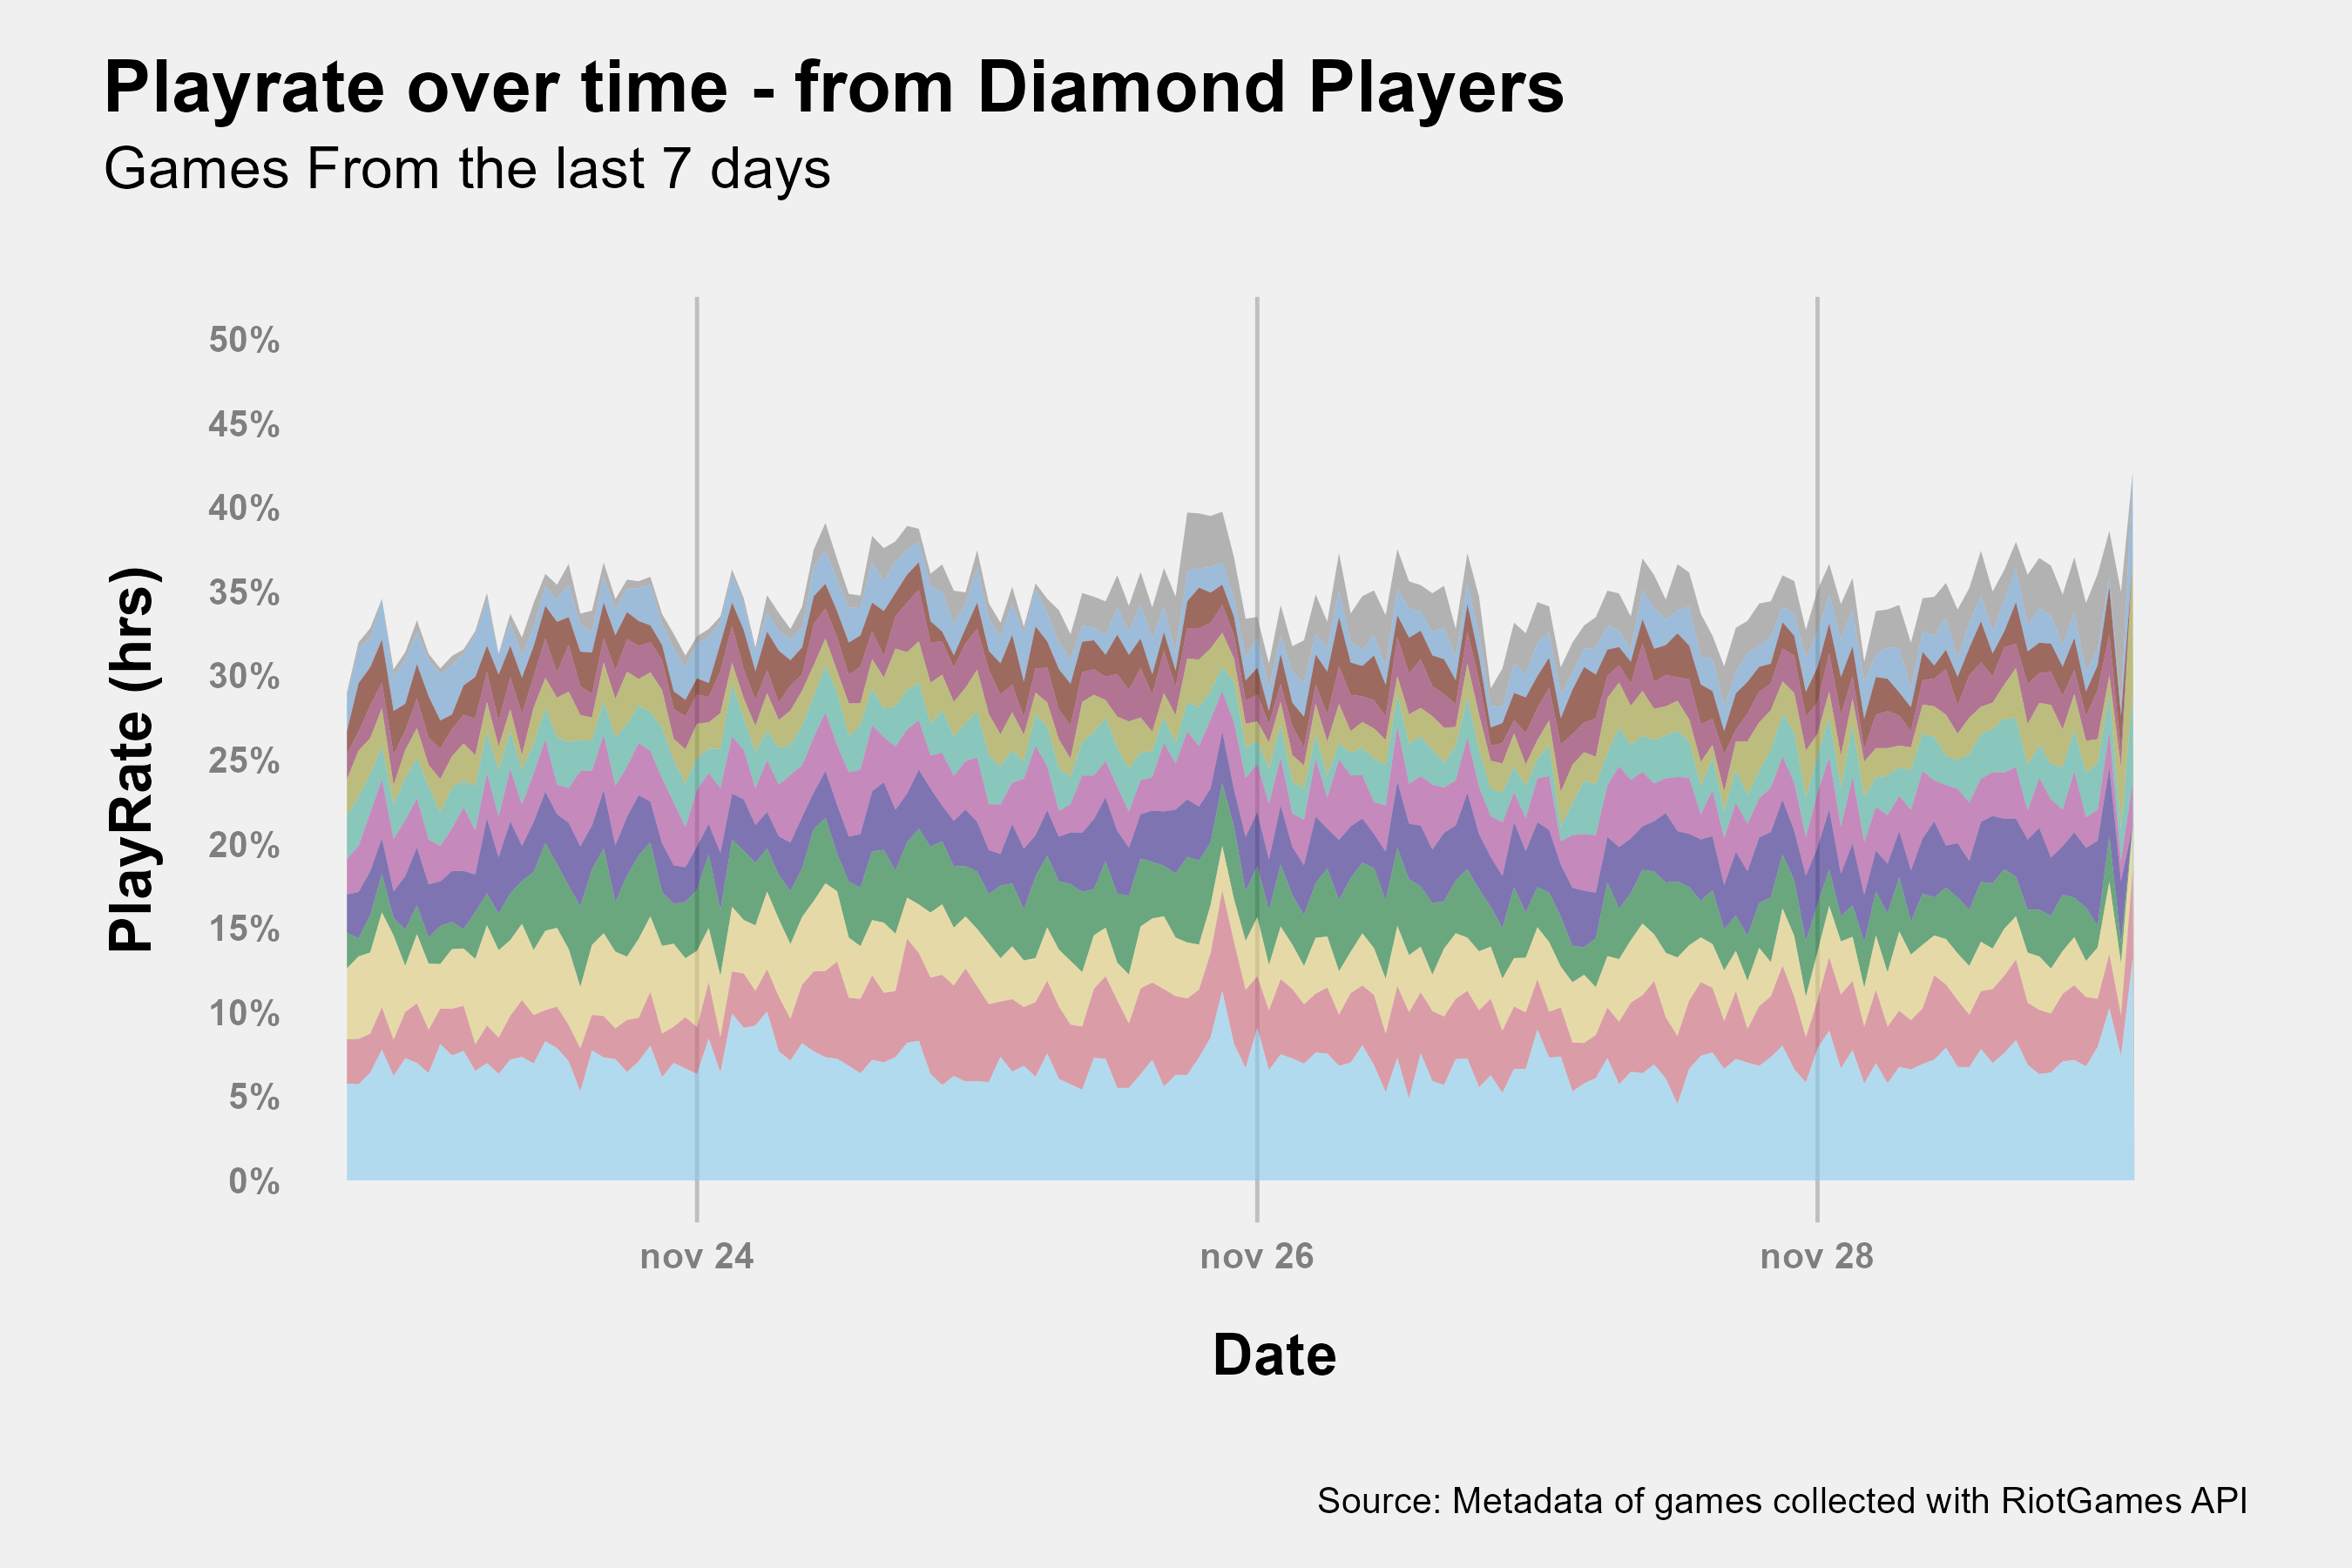 Playrate over time - from Diamond Players
Games From the last 7 days
50%
45%
40%
35%
30%
25%
20%
15%
10%
5%
0%
PlayRate (hrs)
nov 24
nov 26
nov 28
Date
Source: Metadata of games collected with RiotGames API